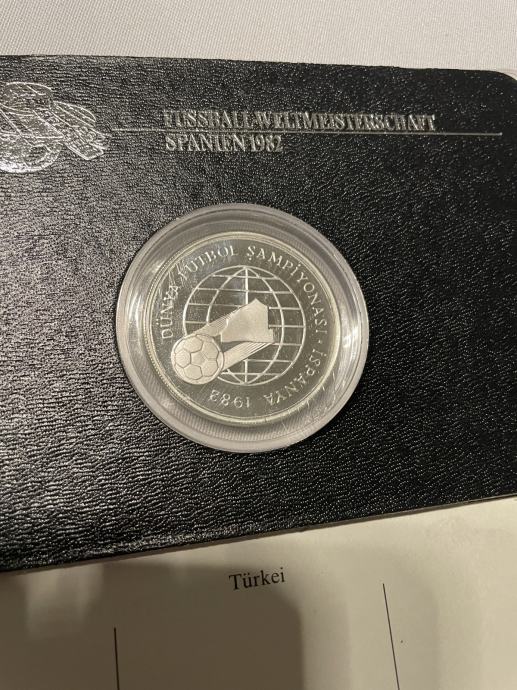 FUSSBALL-WELTMEISTERSCHAFT
SPANIEN 1982
DÜNYA FUTBOL ŞAMPİYONASI · İSPANYA 1982
Türkei